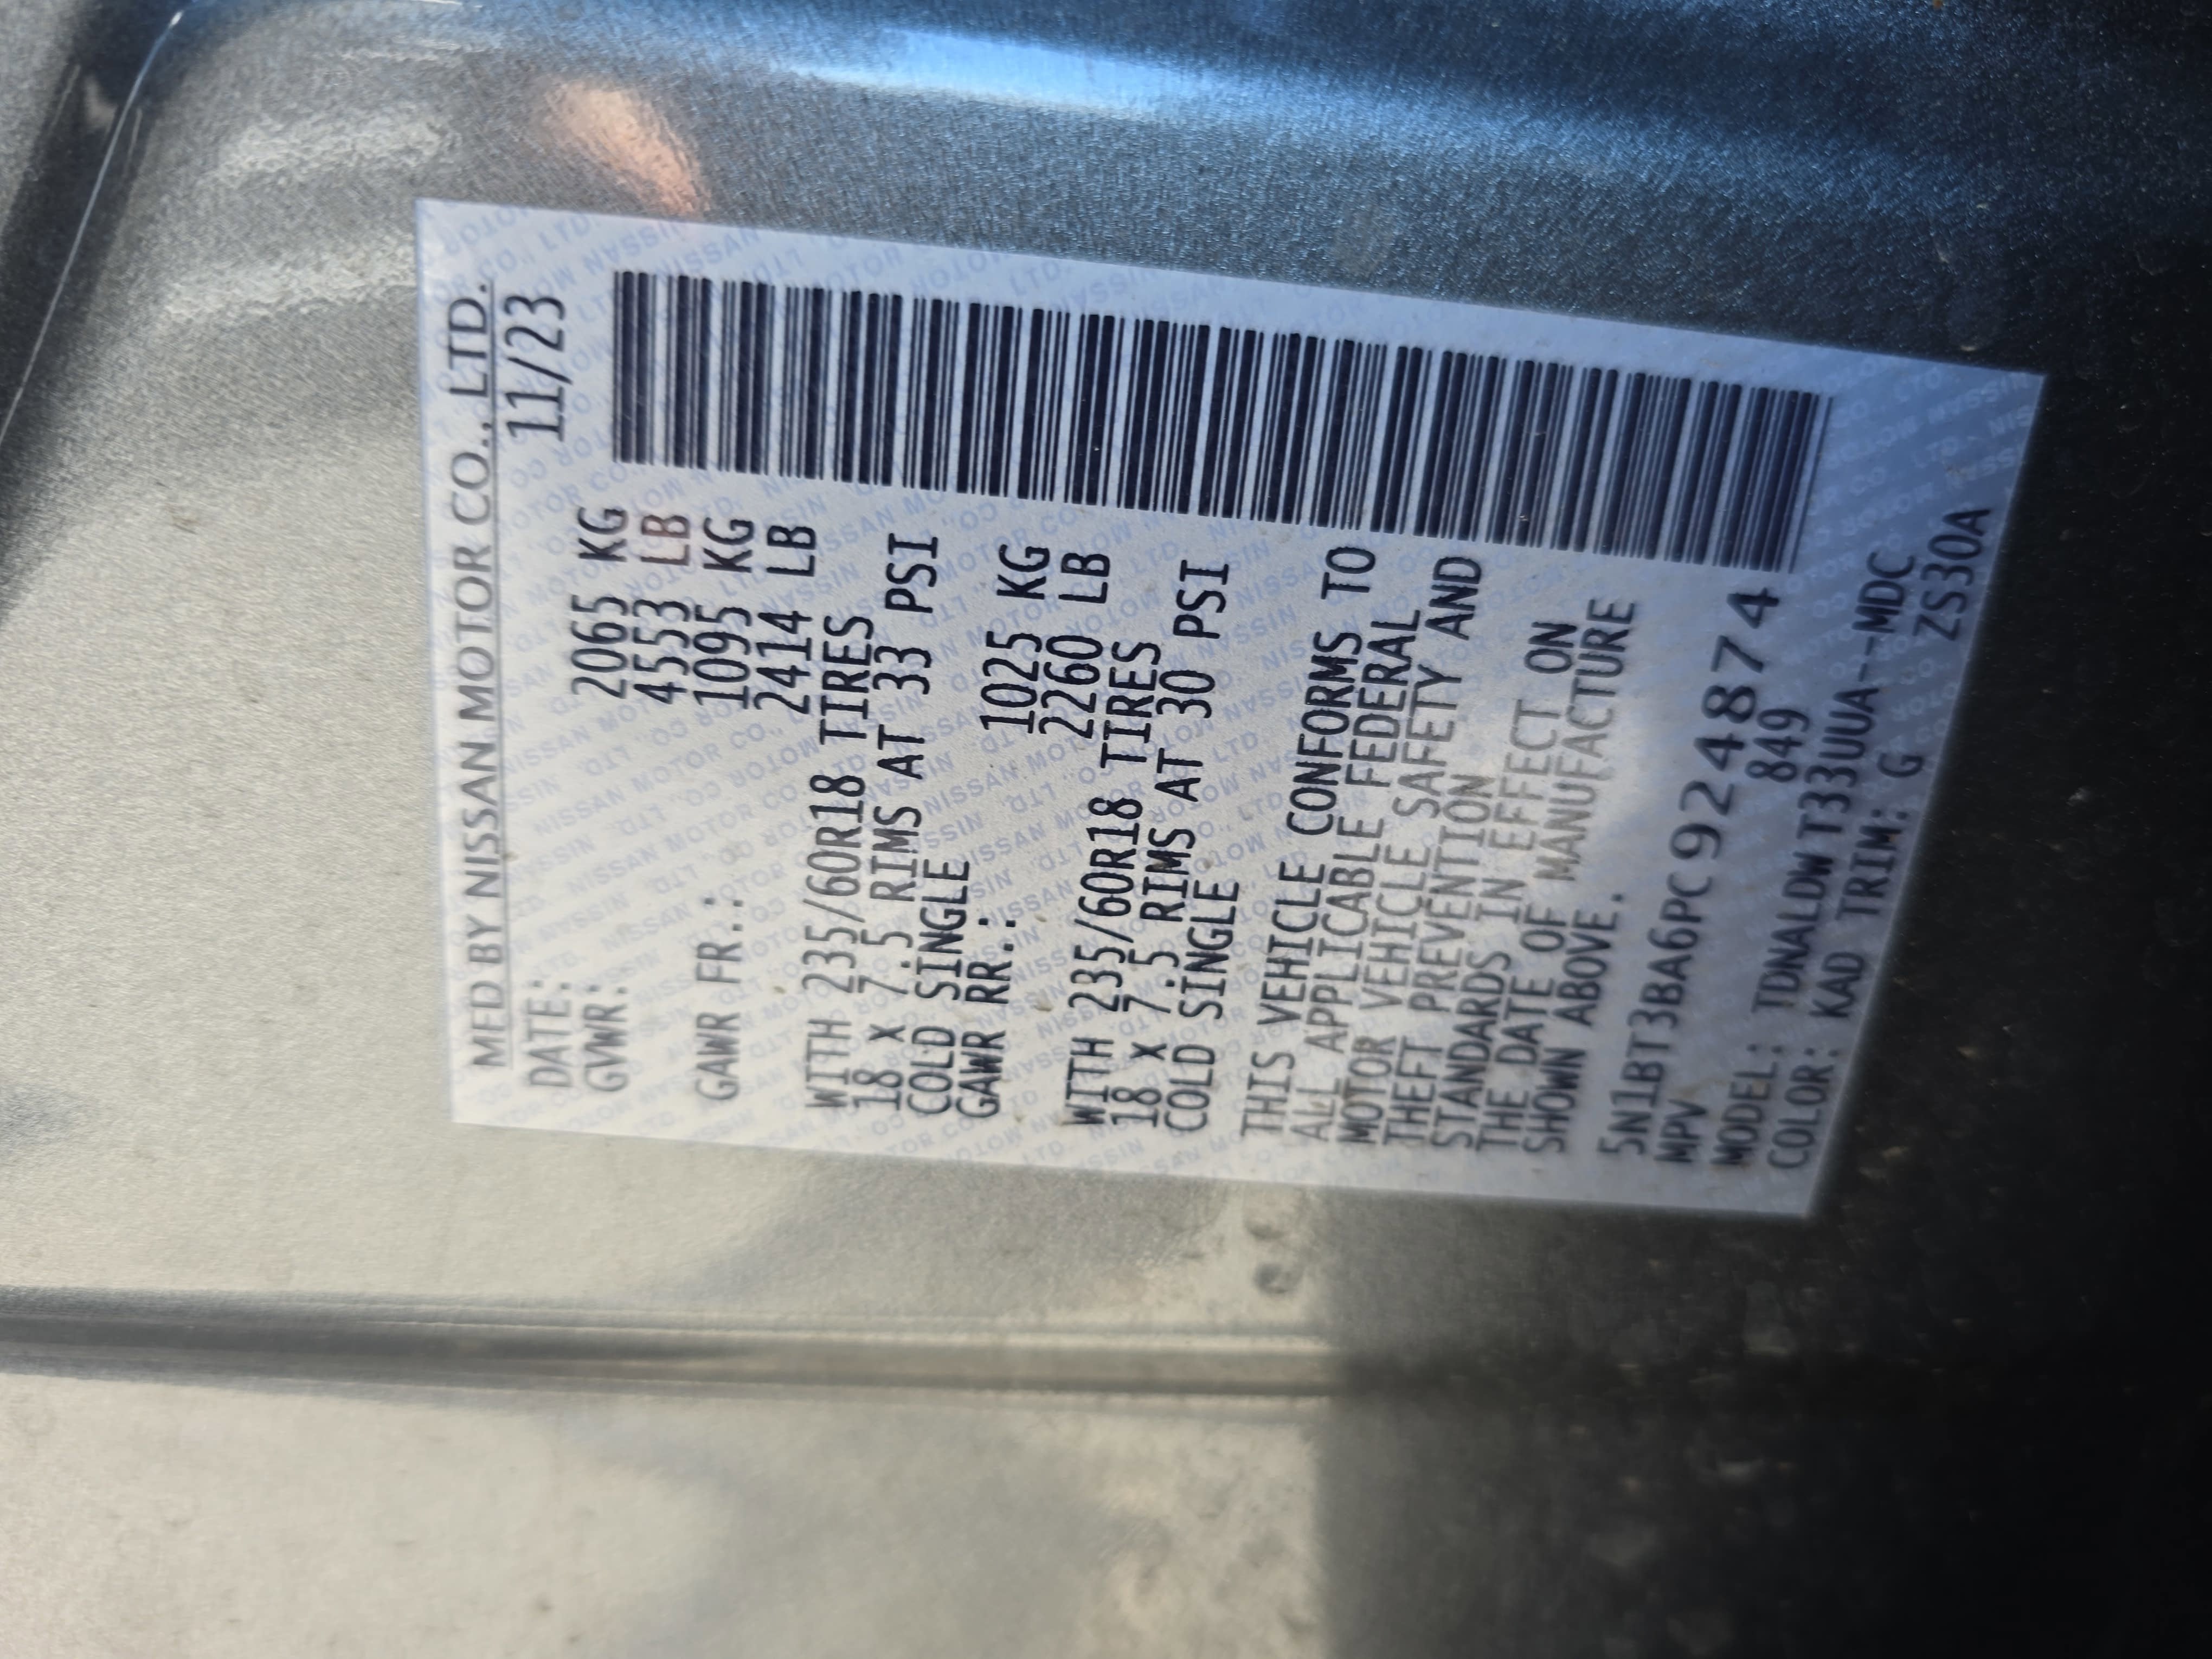 MFD BY NISSAN MOTOR CO., LTD.
DATE: 11/23
GVWR: 2065 KG
4553 LB
GAWR FR.: 1095 KG
2414 LB
WITH 235/60R18 TIRES
18 X 7.5 RIMS AT 33 PSI
COLD SINGLE
GAWR RR.: 1025 KG
2260 LB
WITH 235/60R18 TIRES
18 X 7.5 RIMS AT 30 PSI
COLD SINGLE
THIS VEHICLE CONFORMS TO
ALL APPLICABLE FEDERAL
MOTOR VEHICLE SAFETY AND
THEFT PREVENTION
STANDARDS IN EFFECT ON
THE DATE OF MANUFACTURE
SHOWN ABOVE.
5N1BT3BA6PC924874
MPV 849
MODEL: TDNALDWT33UUA--MDC
COLOR: KAD TRIM: G ZS30A